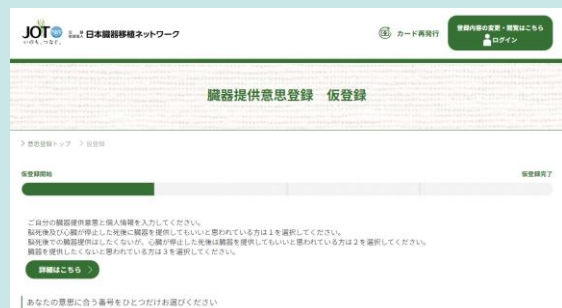 JOT
いのち、つなぐ。
日本臓器移植ネットワーク
カード再発行
登録内容の変更・閲覧はこちら
ログイン
臓器提供意思登録 仮登録
意思登録トップ > 仮登録
仮登録開始
仮登録完了
ご自分の臓器提供意思と個人情報を入力してください。
脳死後及び心臓が停止した死後に臓器を提供してもいいと思われている方は1を選択してください。
脳死後での臓器提供はしたくないが、心臓が停止した死後は臓器を提供してもいいと思われている方は2を選択してください。
臓器を提供したくないと思われている方は3を選択してください。
詳細はこちら
あなたの意思に合う番号をひとつだけお選びください